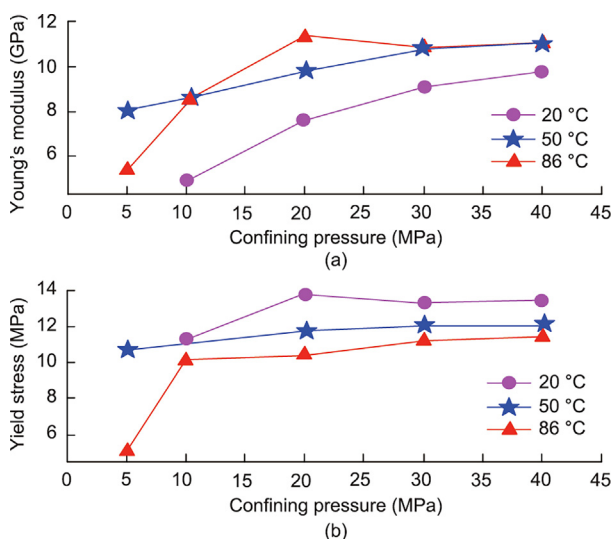 12
10
8
6
Young's modulus (GPa)
20 °C
50 °C
86 °C
0 5 10 15 20 25 30 35 40 45
Confining pressure (MPa)
(a)
14
12
10
8
6
Yield stress (MPa)
20 °C
50 °C
86 °C
0 5 10 15 20 25 30 35 40 45
Confining pressure (MPa)
(b)